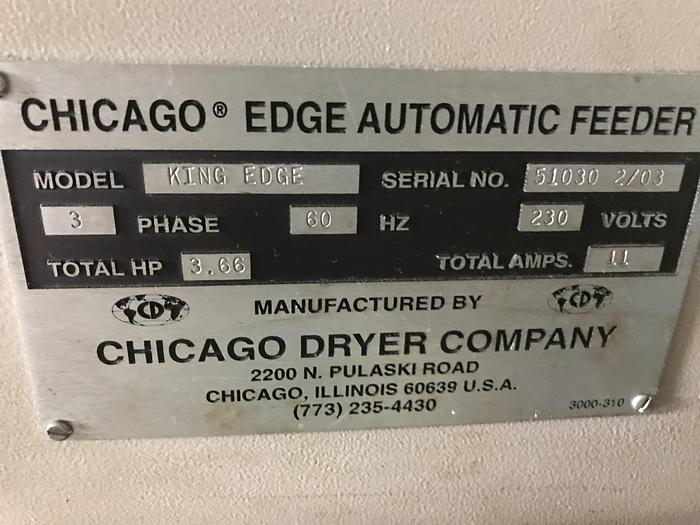 CHICAGO® EDGE AUTOMATIC FEEDER
MODEL KING EDGE SERIAL NO. 51030 2/03
3 PHASE 60 HZ 230 VOLTS
TOTAL HP 3.66 TOTAL AMPS. 11
CD MANUFACTURED BY CD
CHICAGO DRYER COMPANY
2200 N. PULASKI ROAD
CHICAGO, ILLINOIS 60639 U.S.A.
(773) 235-4430 3000-310